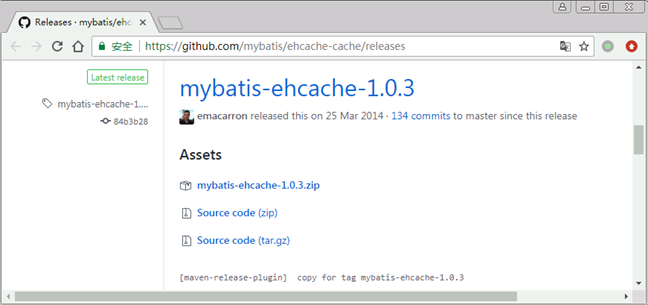 Releases · mybatis/ehc
安全 https://github.com/mybatis/ehcache-cache/releases
Latest release
mybatis-ehcache-1....
84b3b28
mybatis-ehcache-1.0.3
emacarron released this on 25 Mar 2014 · 134 commits to master since this release
Assets
mybatis-ehcache-1.0.3.zip
Source code (zip)
Source code (tar.gz)
[maven-release-plugin] copy for tag mybatis-ehcache-1.0.3